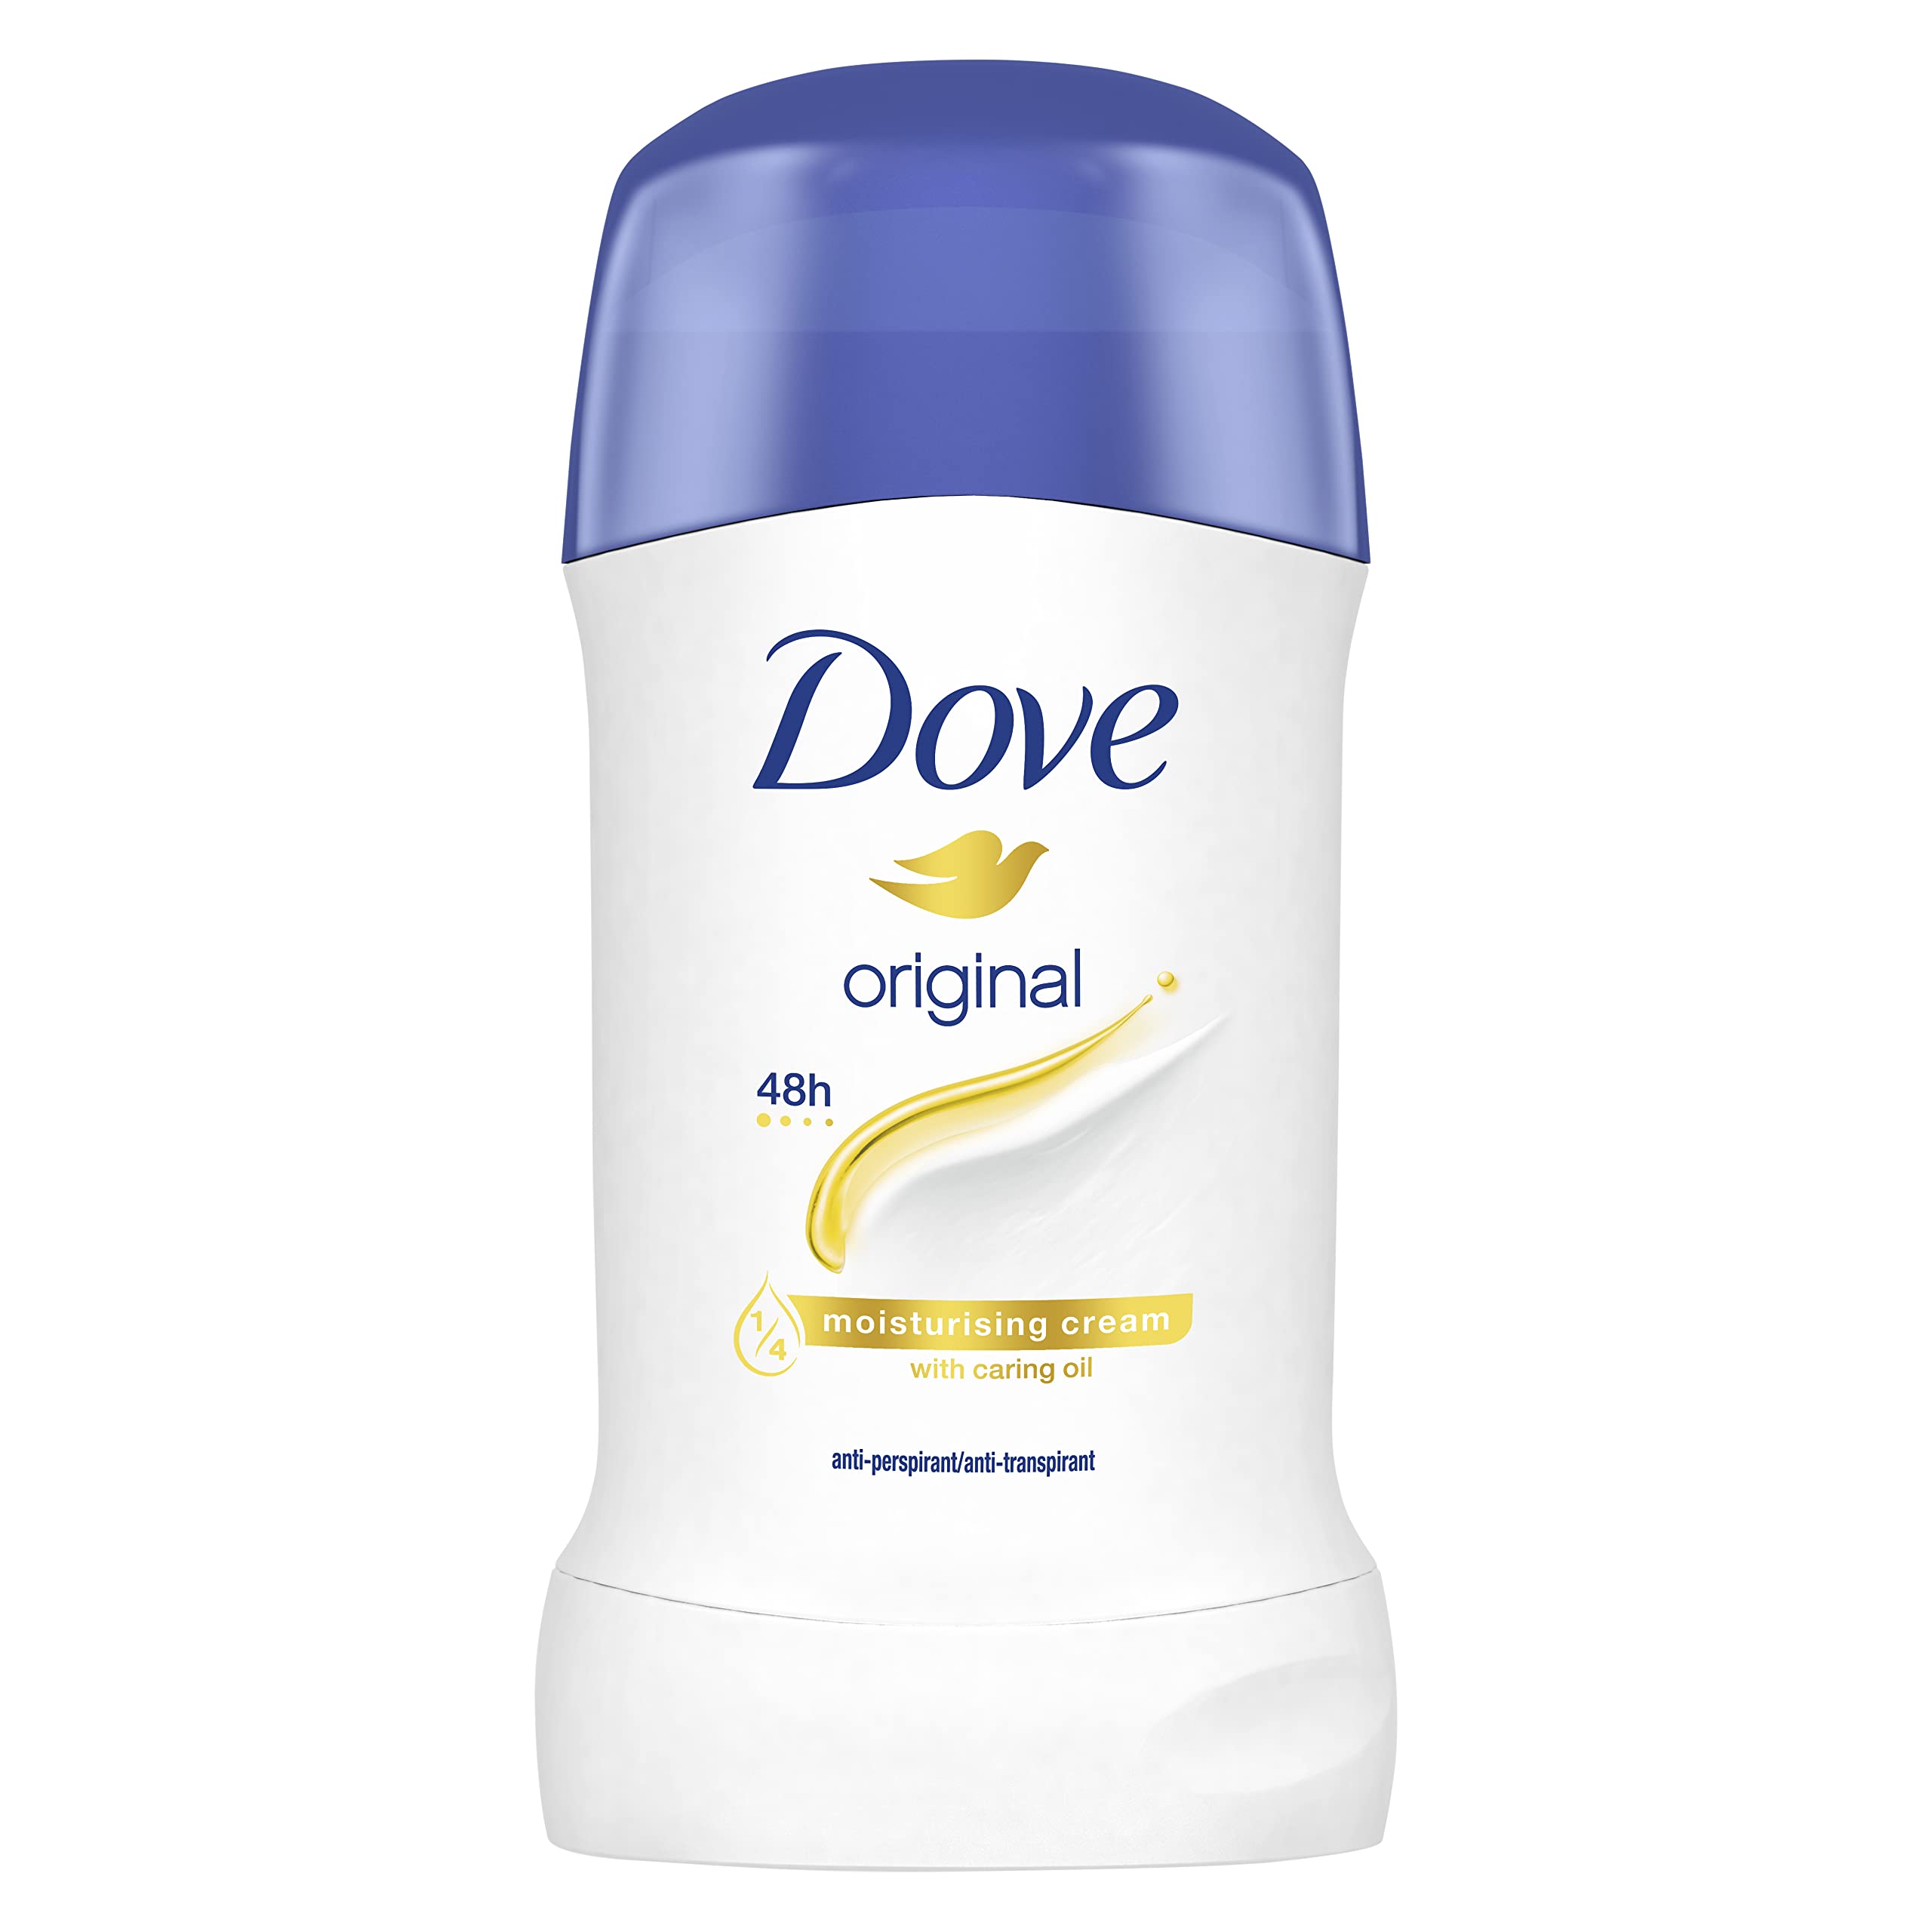 Dove
original
48h
1/4
moisturising cream
with caring oil
anti-perspirant/anti-transpirant